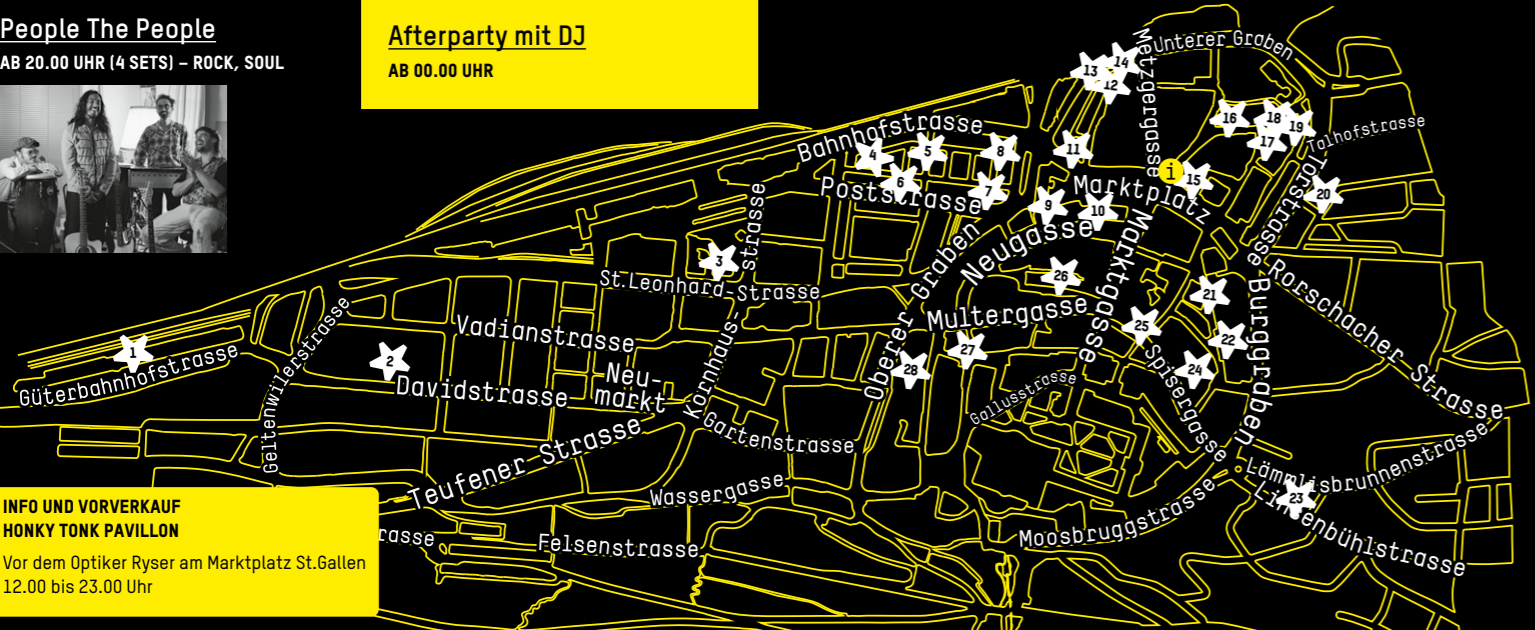 People The People
AB 20.00 UHR (4 SETS) – ROCK, SOUL
Afterparty mit DJ
AB 00.00 UHR
Unterer Graben
Metzgergasse
14
13
12
Bahnhofstrasse
16
18
19
17
Talhofstrasse
4
5
8
11
i
15
6
7
Poststrasse
Marktplatz
20
Torstrasse
9
10
strasse
3
St.Leonhard-Strasse
Oberer Graben
Neugasse
Marktgasse
26
21
Burggraben
Rorschacher Strasse
Multergasse
25
22
1
Güterbahnhofstrasse
Geltenwilerstrasse
2
Vadianstrasse
Davidstrasse
Neu-
markt
Kornhaus-
28
27
Gallusstrasse
24
Spisergasse
Teufener Strasse
Gartenstrasse
Wassergasse
Lämmlisbrunnenstrasse
23
Linsenbühlstrasse
Moosbruggstrasse
rasse
Felsenstrasse
INFO UND VORVERKAUF
HONKY TONK PAVILLON
Vor dem Optiker Ryser am Marktplatz St.Gallen
12.00 bis 23.00 Uhr